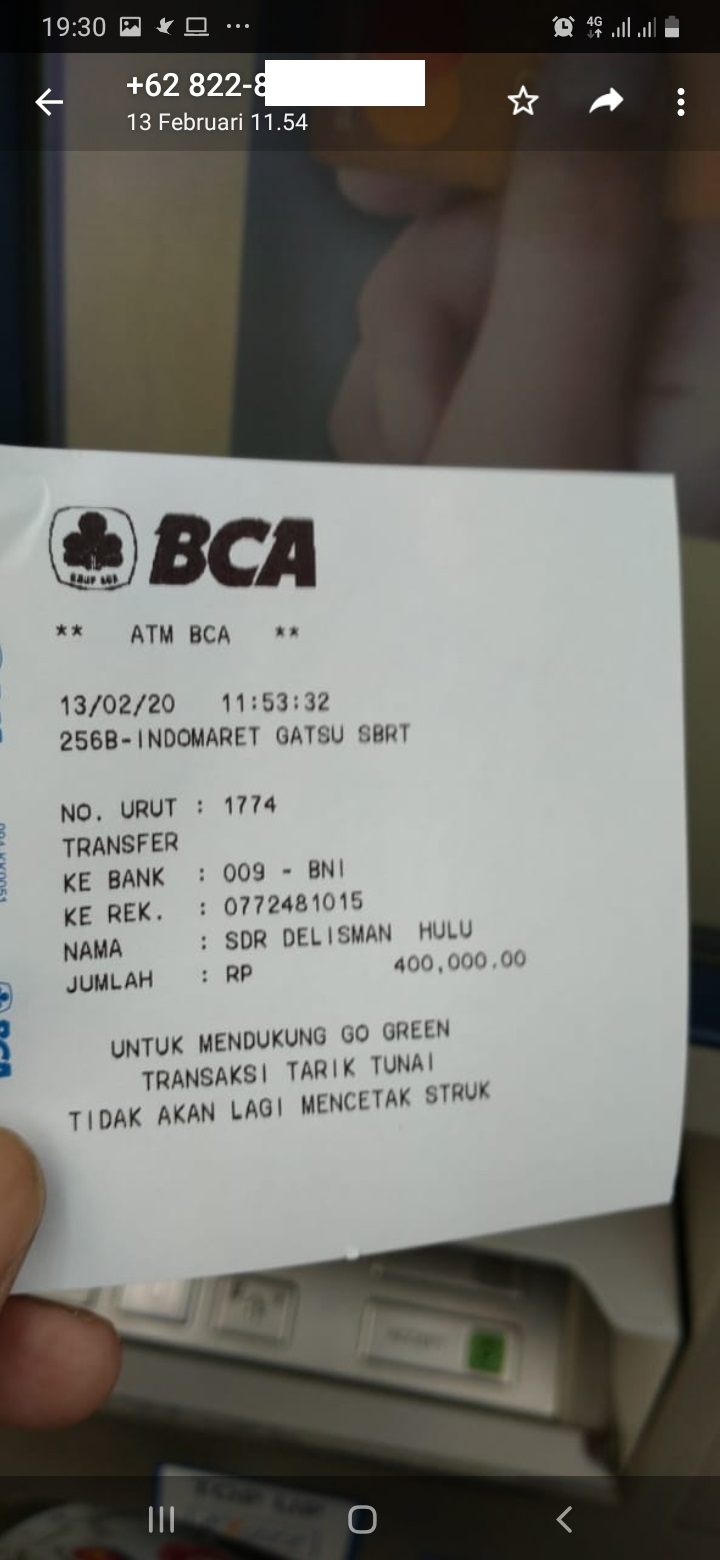 19:30
4G
+62 822-8
13 Februari 11.54
BCA
** ATM BCA **
13/02/20 11:53:32
256B-INDOMARET GATSU SBRT
NO. URUT : 1774
TRANSFER
KE BANK : 009 - BNI
KE REK. : 0772481015
NAMA : SDR DELISMAN HULU
JUMLAH : RP 400,000.00
UNTUK MENDUKUNG GO GREEN
TRANSAKSI TARIK TUNAI
TIDAK AKAN LAGI MENCETAK STRUK
BCA